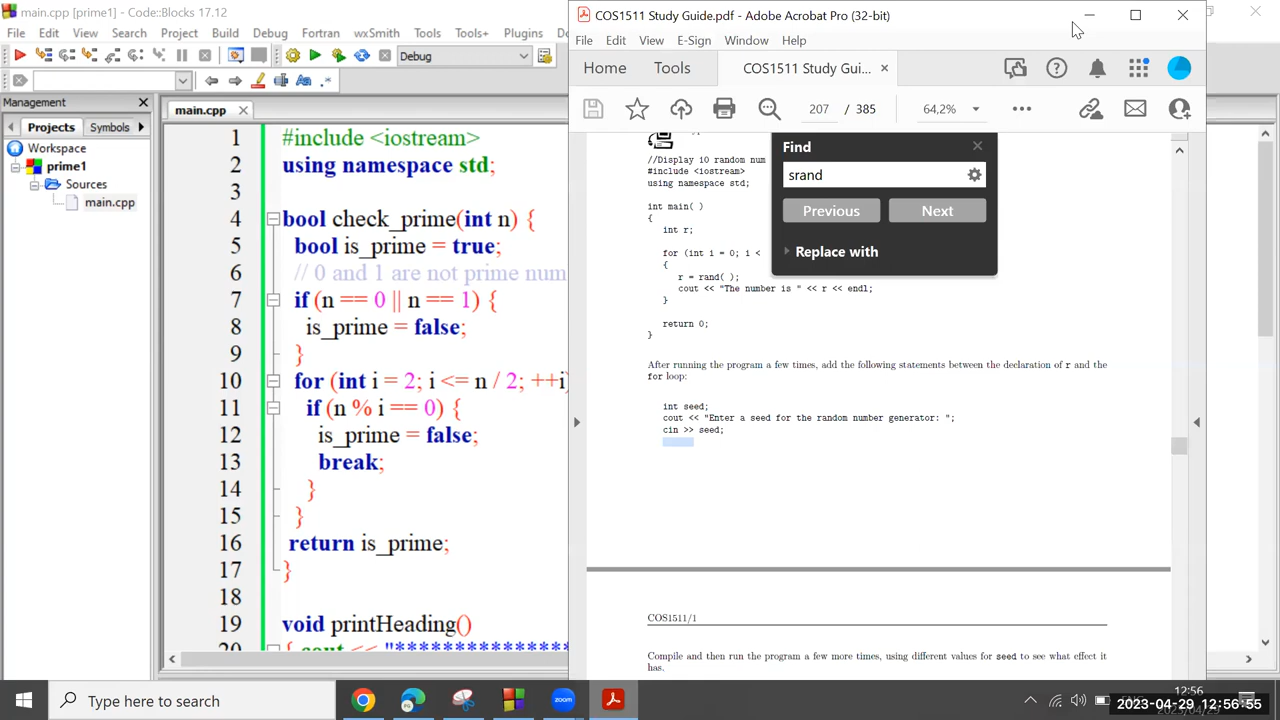 main.cpp [prime1] - Code::Blocks 17.12
File Edit View Search Project Build Debug Fortran wxSmith Tools Tools+ Plugins
Debug
Management
Projects Symbols
Workspace
prime1
Sources
main.cpp
main.cpp
1 #include <iostream>
2 using namespace std;
3
4 bool check_prime(int n) {
5 bool is_prime = true;
6 // 0 and 1 are not prime num
7 if (n == 0 || n == 1) {
8 is_prime = false;
9 }
10 for (int i = 2; i <= n / 2; ++i)
11 if (n % i == 0) {
12 is_prime = false;
13 break;
14 }
15 }
16 return is_prime;
17 }
18
19 void printHeading()
20 { cout << "***************
COS1511 Study Guide.pdf - Adobe Acrobat Pro (32-bit)
File Edit View E-Sign Window Help
Home Tools COS1511 Study Gui...
207 / 385 64,2%
Find
srand
Previous Next
Replace with
//Display 10 random num
#include <iostream>
using namespace std;
int main( )
{
int r;
for (int i = 0; i <
{
r = rand( );
cout << "The number is " << r << endl;
}
return 0;
}
After running the program a few times, add the following statements between the declaration of r and the
for loop:
int seed;
cout << "Enter a seed for the random number generator: ";
cin >> seed;
COS1511/1
Compile and then run the program a few more times, using different values for seed to see what effect it
has.
Type here to search
zoom
12:56
2023-04-29 12:56:55